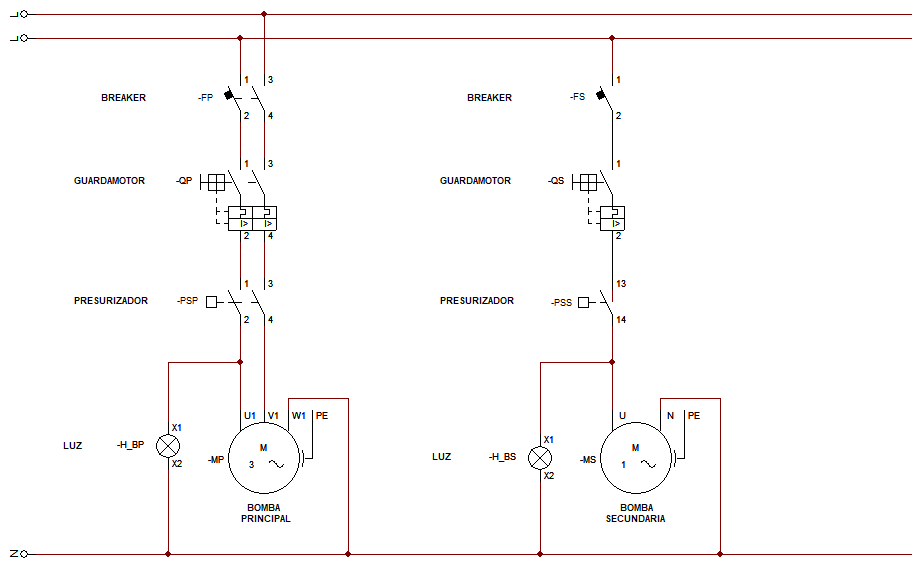 L
L
1 3
BREAKER -FP
2 4
1
BREAKER -FS
2
1 3
GUARDAMOTOR -QP
I> I>
2 4
1
GUARDAMOTOR -QS
I>
2
1 3
PRESURIZADOR -PSP
2 4
13
PRESURIZADOR -PSS
14
U1 V1 W1 PE
X1
LUZ -H_BP
X2
M
-MP 3
BOMBA
PRINCIPAL
U N PE
X1
LUZ -H_BS
X2
M
-MS 1
BOMBA
SECUNDARIA
N